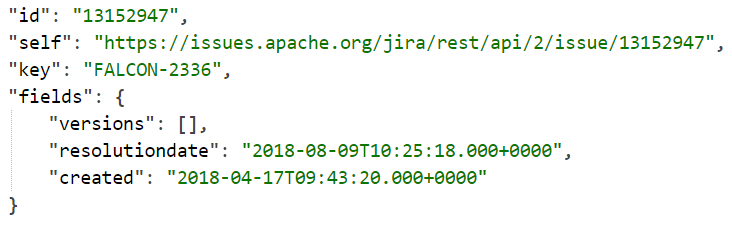 "id": "13152947",
"self": "https://issues.apache.org/jira/rest/api/2/issue/13152947",
"key": "FALCON-2336",
"fields": {
    "versions": [],
    "resolutiondate": "2018-08-09T10:25:18.000+0000",
    "created": "2018-04-17T09:43:20.000+0000"
}